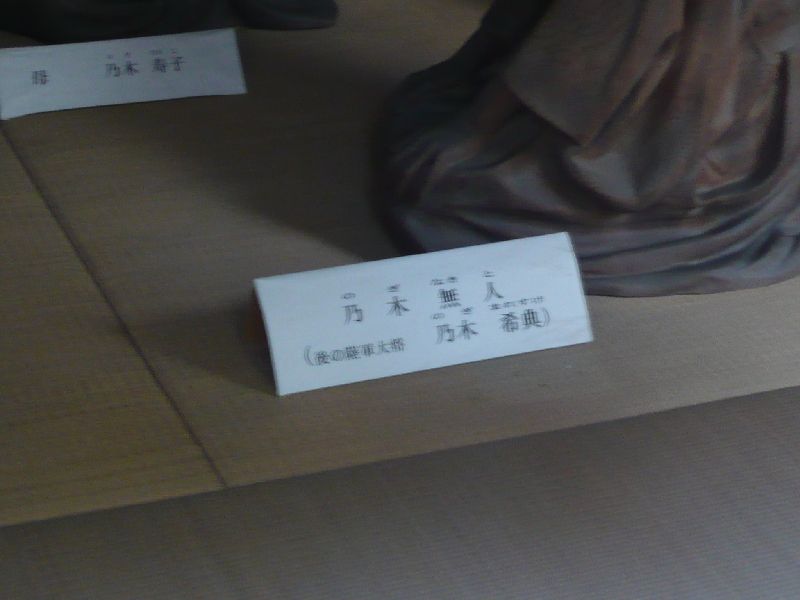 母 乃木 寿子
のぎ なき と
乃木 無人
のぎ まれすけ
(後の陸軍大将 乃木 希典)